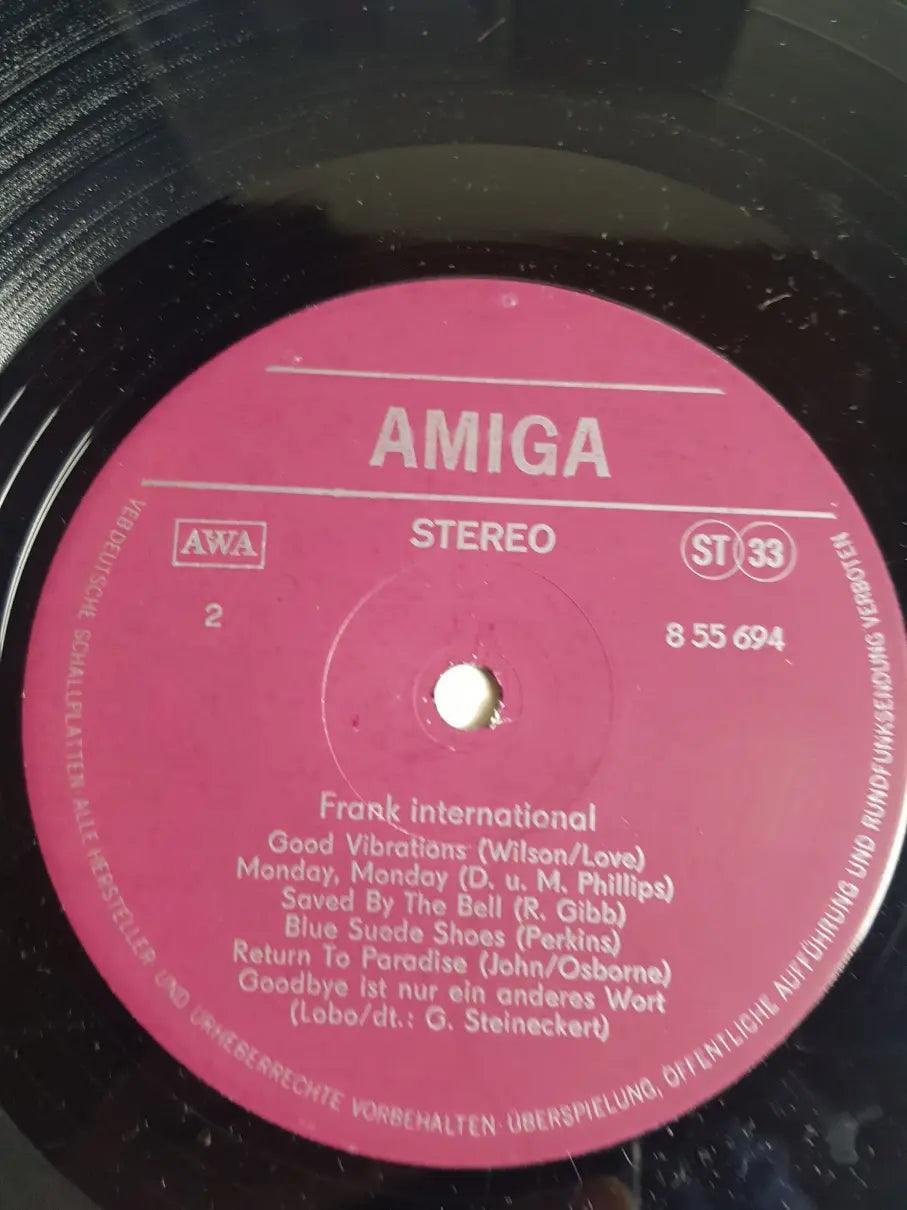 AMIGA
AWA
STEREO
ST 33
2
8 55 694
Frank international
Good Vibrations (Wilson/Love)
Monday, Monday (D. u. M. Phillips)
Saved By The Bell (R. Gibb)
Blue Suede Shoes (Perkins)
Return To Paradise (John/Osborne)
Goodbye ist nur ein anderes Wort
(Lobo/dt.: G. Steineckert)
VEB DEUTSCHE SCHALLPLATTEN · ALLE HERSTELLER UND URHEBERRECHTE VORBEHALTEN · ÜBERSPIELUNG, ÖFFENTLICHE AUFFÜHRUNG UND RUNDFUNKSENDUNG VERBOTEN